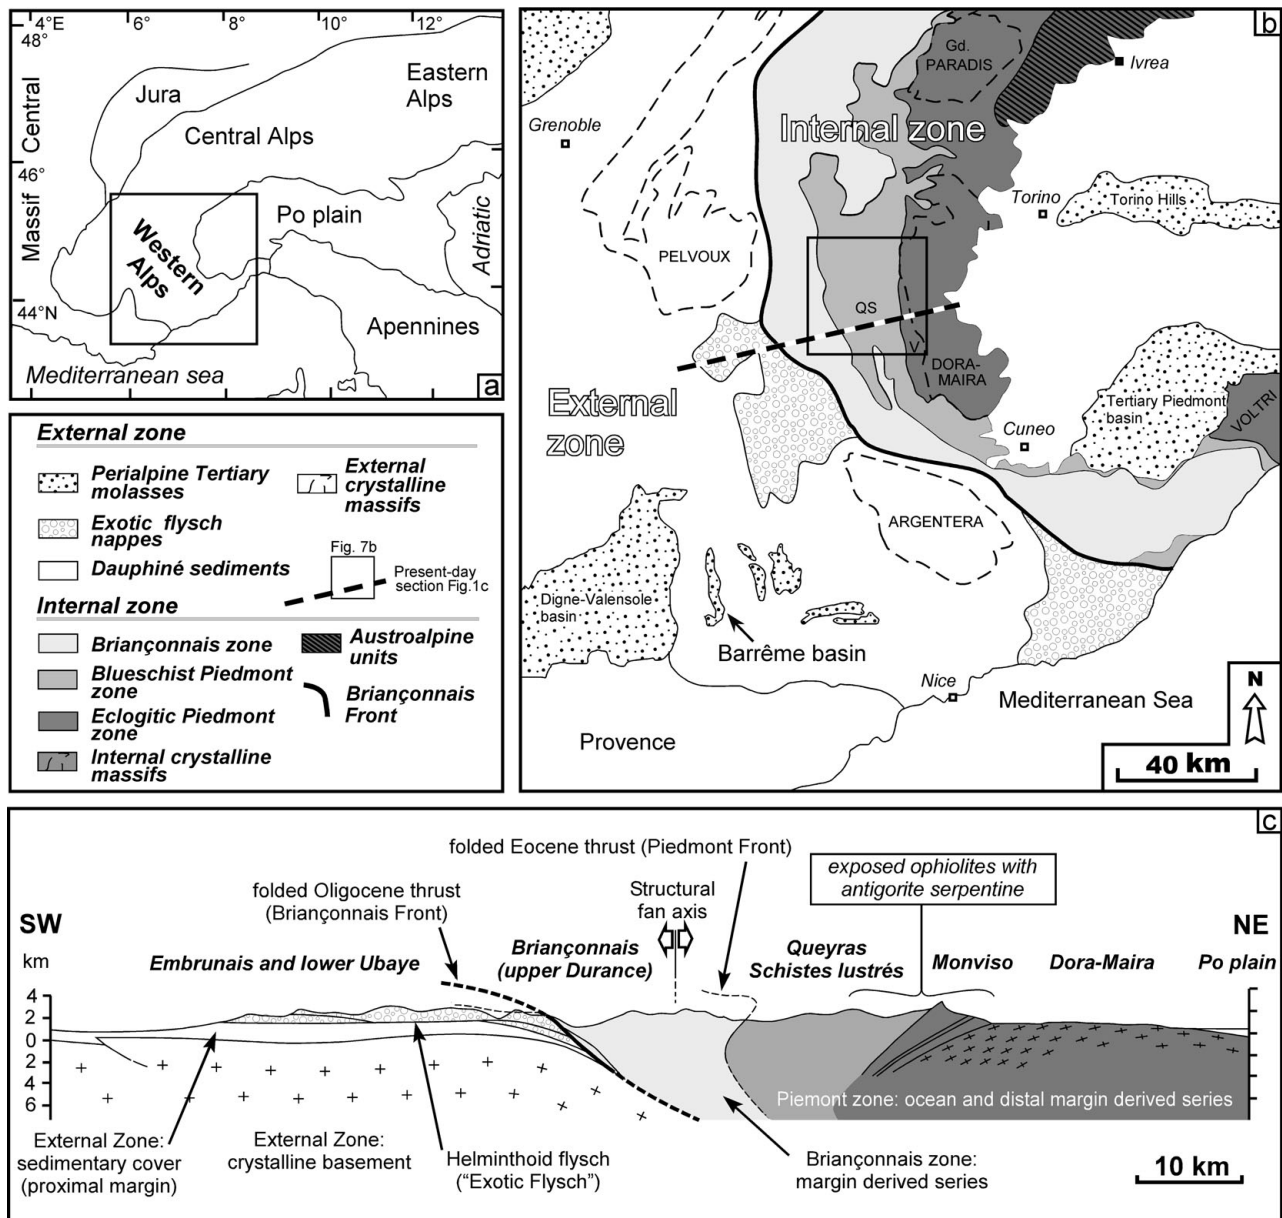 4°E
6°
8°
10°
12°
48°
Central
Massif
Jura
Eastern
Alps
Central Alps
46°
Po plain
Western
Alps
Adriatic
44°N
Apennines
Mediterranean sea
a
External zone
Perialpine Tertiary
molasses
External
crystalline
massifs
Exotic flysch
nappes
Fig. 7b
Dauphiné sediments
Present-day
section Fig.1c
Internal zone
Briançonnais zone
Austroalpine
units
Blueschist Piedmont
zone
Briançonnais
Front
Eclogitic Piedmont
zone
Internal crystalline
massifs
b
Gd.
PARADIS
Ivrea
Grenoble
Internal zone
Torino
Torino Hills
PELVOUX
QS
V
DORA-
MAIRA
External
zone
Tertiary Piedmont
basin
VOLTRI
Cuneo
ARGENTERA
Digne-Valensole
basin
Barrême basin
Nice
Mediterranean Sea
N
Provence
40 km
c
folded Eocene thrust (Piedmont Front)
exposed ophiolites with
antigorite serpentine
folded Oligocene thrust
(Briançonnais Front)
Structural
fan axis
SW
NE
km
Embrunais and lower Ubaye
Briançonnais
(upper Durance)
Queyras
Schistes lustrés
Monviso
Dora-Maira
Po plain
4
2
0
2
4
6
Piemont zone: ocean and distal margin derived series
External Zone:
sedimentary cover
(proximal margin)
External Zone:
crystalline basement
Helminthoid flysch
(“Exotic Flysch”)
Briançonnais zone:
margin derived series
10 km